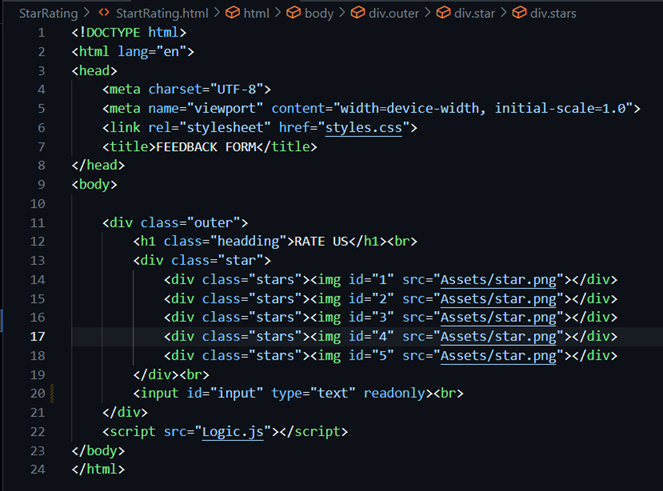 StarRating > StartRating.html > html > body > div.outer > div.star > div.stars
1 <!DOCTYPE html>
2 <html lang="en">
3 <head>
4     <meta charset="UTF-8">
5     <meta name="viewport" content="width=device-width, initial-scale=1.0">
6     <link rel="stylesheet" href="styles.css">
7     <title>FEEDBACK FORM</title>
8 </head>
9 <body>
10
11     <div class="outer">
12         <h1 class="headding">RATE US</h1><br>
13         <div class="star">
14             <div class="stars"><img id="1" src="Assets/star.png"></div>
15             <div class="stars"><img id="2" src="Assets/star.png"></div>
16             <div class="stars"><img id="3" src="Assets/star.png"></div>
17             <div class="stars"><img id="4" src="Assets/star.png"></div>
18             <div class="stars"><img id="5" src="Assets/star.png"></div>
19         </div><br>
20         <input id="input" type="text" readonly><br>
21     </div>
22     <script src="Logic.js"></script>
23 </body>
24 </html>